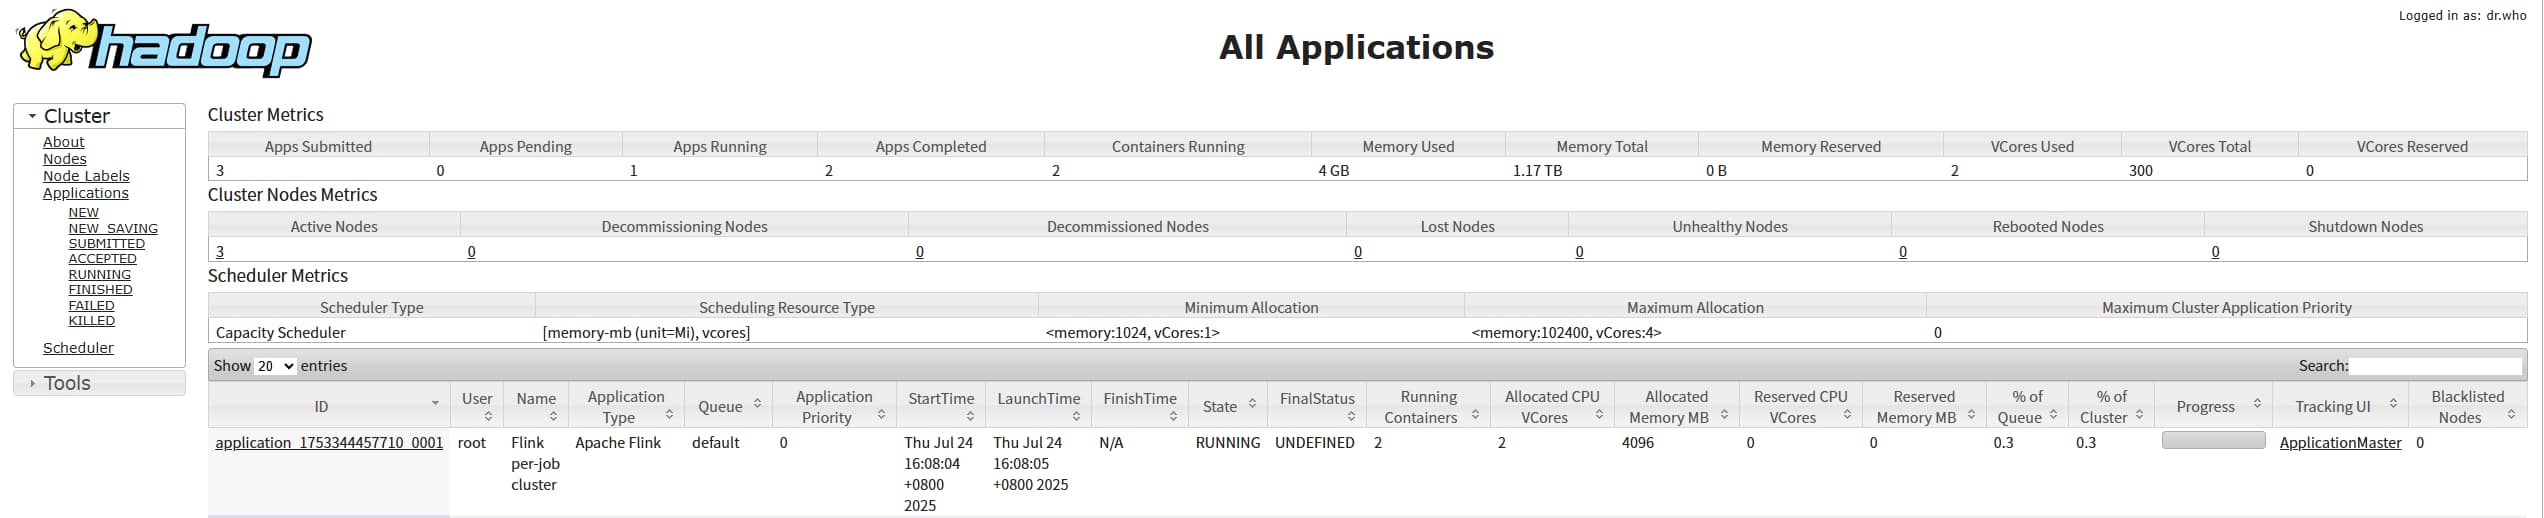 Logged in as: dr.who
hadoop
All Applications
Cluster
About
Nodes
Node Labels
Applications
NEW
NEW_SAVING
SUBMITTED
ACCEPTED
RUNNING
FINISHED
FAILED
KILLED
Scheduler
Tools
Cluster Metrics
Apps Submitted Apps Pending Apps Running Apps Completed Containers Running Memory Used Memory Total Memory Reserved VCores Used VCores Total VCores Reserved
3 0 1 2 2 4 GB 1.17 TB 0 B 2 300 0
Cluster Nodes Metrics
Active Nodes Decommissioning Nodes Decommissioned Nodes Lost Nodes Unhealthy Nodes Rebooted Nodes Shutdown Nodes
3 0 0 0 0 0 0
Scheduler Metrics
Scheduler Type Scheduling Resource Type Minimum Allocation Maximum Allocation Maximum Cluster Application Priority
Capacity Scheduler [memory-mb (unit=Mi), vcores] <memory:1024, vCores:1> <memory:102400, vCores:4> 0
Show 20 entries Search:
ID User Name Application Type Queue Application Priority StartTime LaunchTime FinishTime State FinalStatus Running Containers Allocated CPU VCores Allocated Memory MB Reserved CPU VCores Reserved Memory MB % of Queue % of Cluster Progress Tracking UI Blacklisted Nodes
application_1753344457710_0001 root Flink Apache Flink default 0 Thu Jul 24 Thu Jul 24 N/A RUNNING UNDEFINED 2 2 4096 0 0 0.3 0.3 ApplicationMaster 0
per-job 16:08:04 16:08:05
cluster +0800 +0800 2025
2025